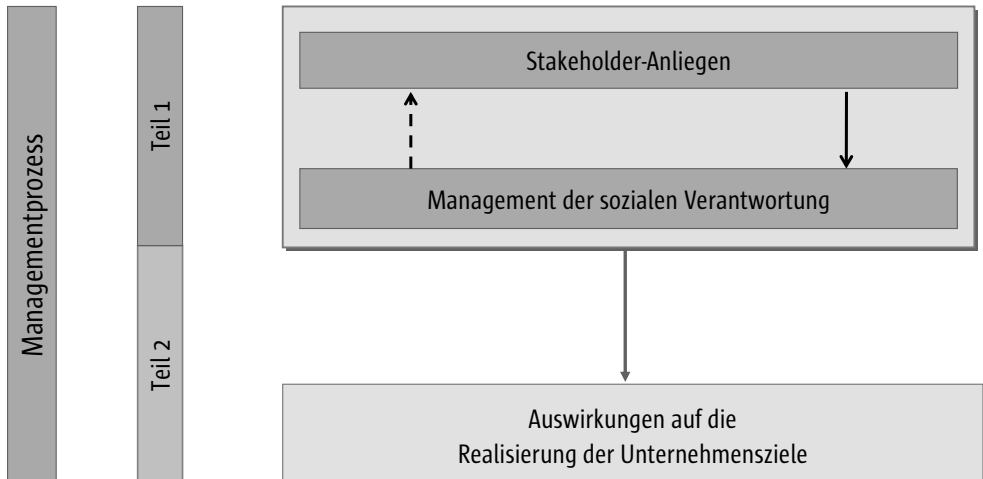 Managementprozess
Teil 1
Teil 2
Stakeholder-Anliegen
Management der sozialen Verantwortung
Auswirkungen auf die
Realisierung der Unternehmensziele